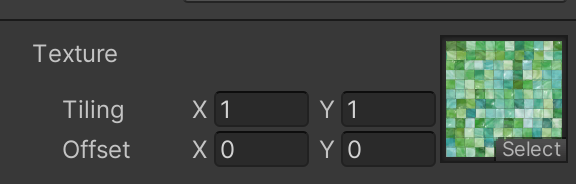 Texture
Tiling X 1 Y 1
Offset X 0 Y 0
Select